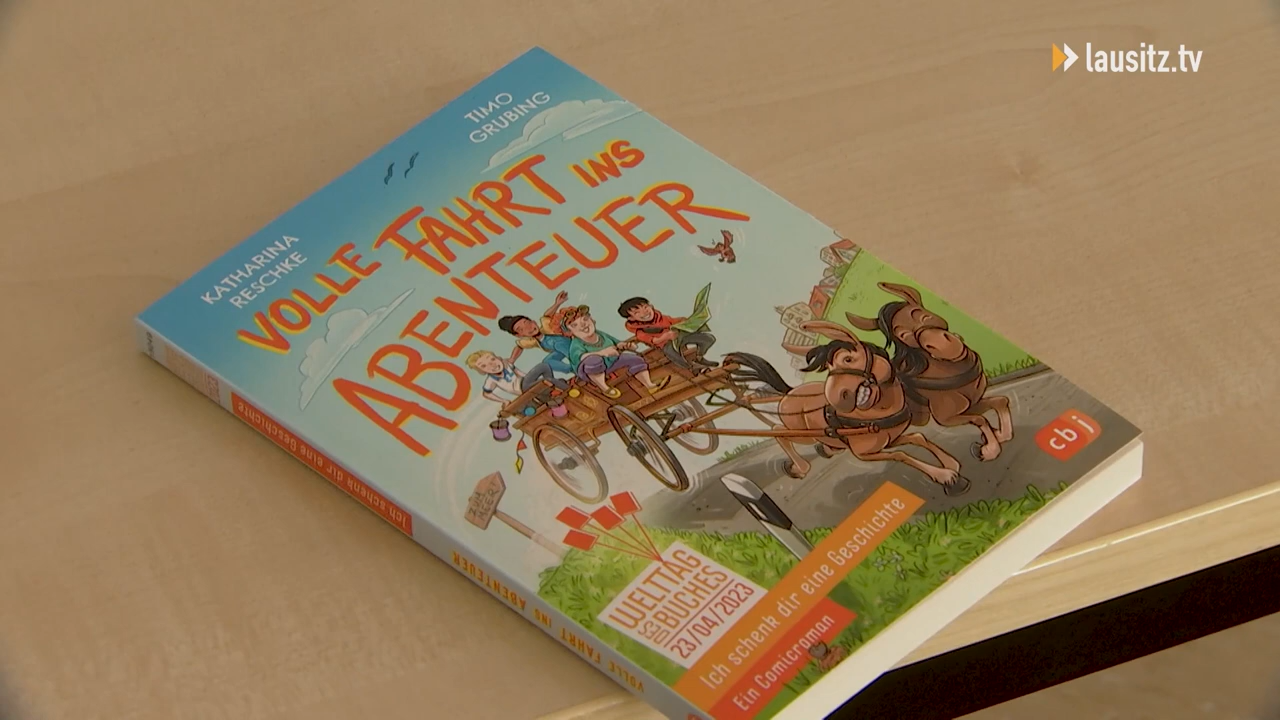 lausitz.tv
TIMO
GRUBING
KATHARINA
RESCHKE
VOLLE FAHRT INS
ABENTEUER
cbj
WELTTAG
DES BUCHES
23/04/2023
Ich schenk dir eine Geschichte
Ein Comicroman
Ich schenk dir eine Geschichte
VOLLE FAHRT INS ABENTEUER